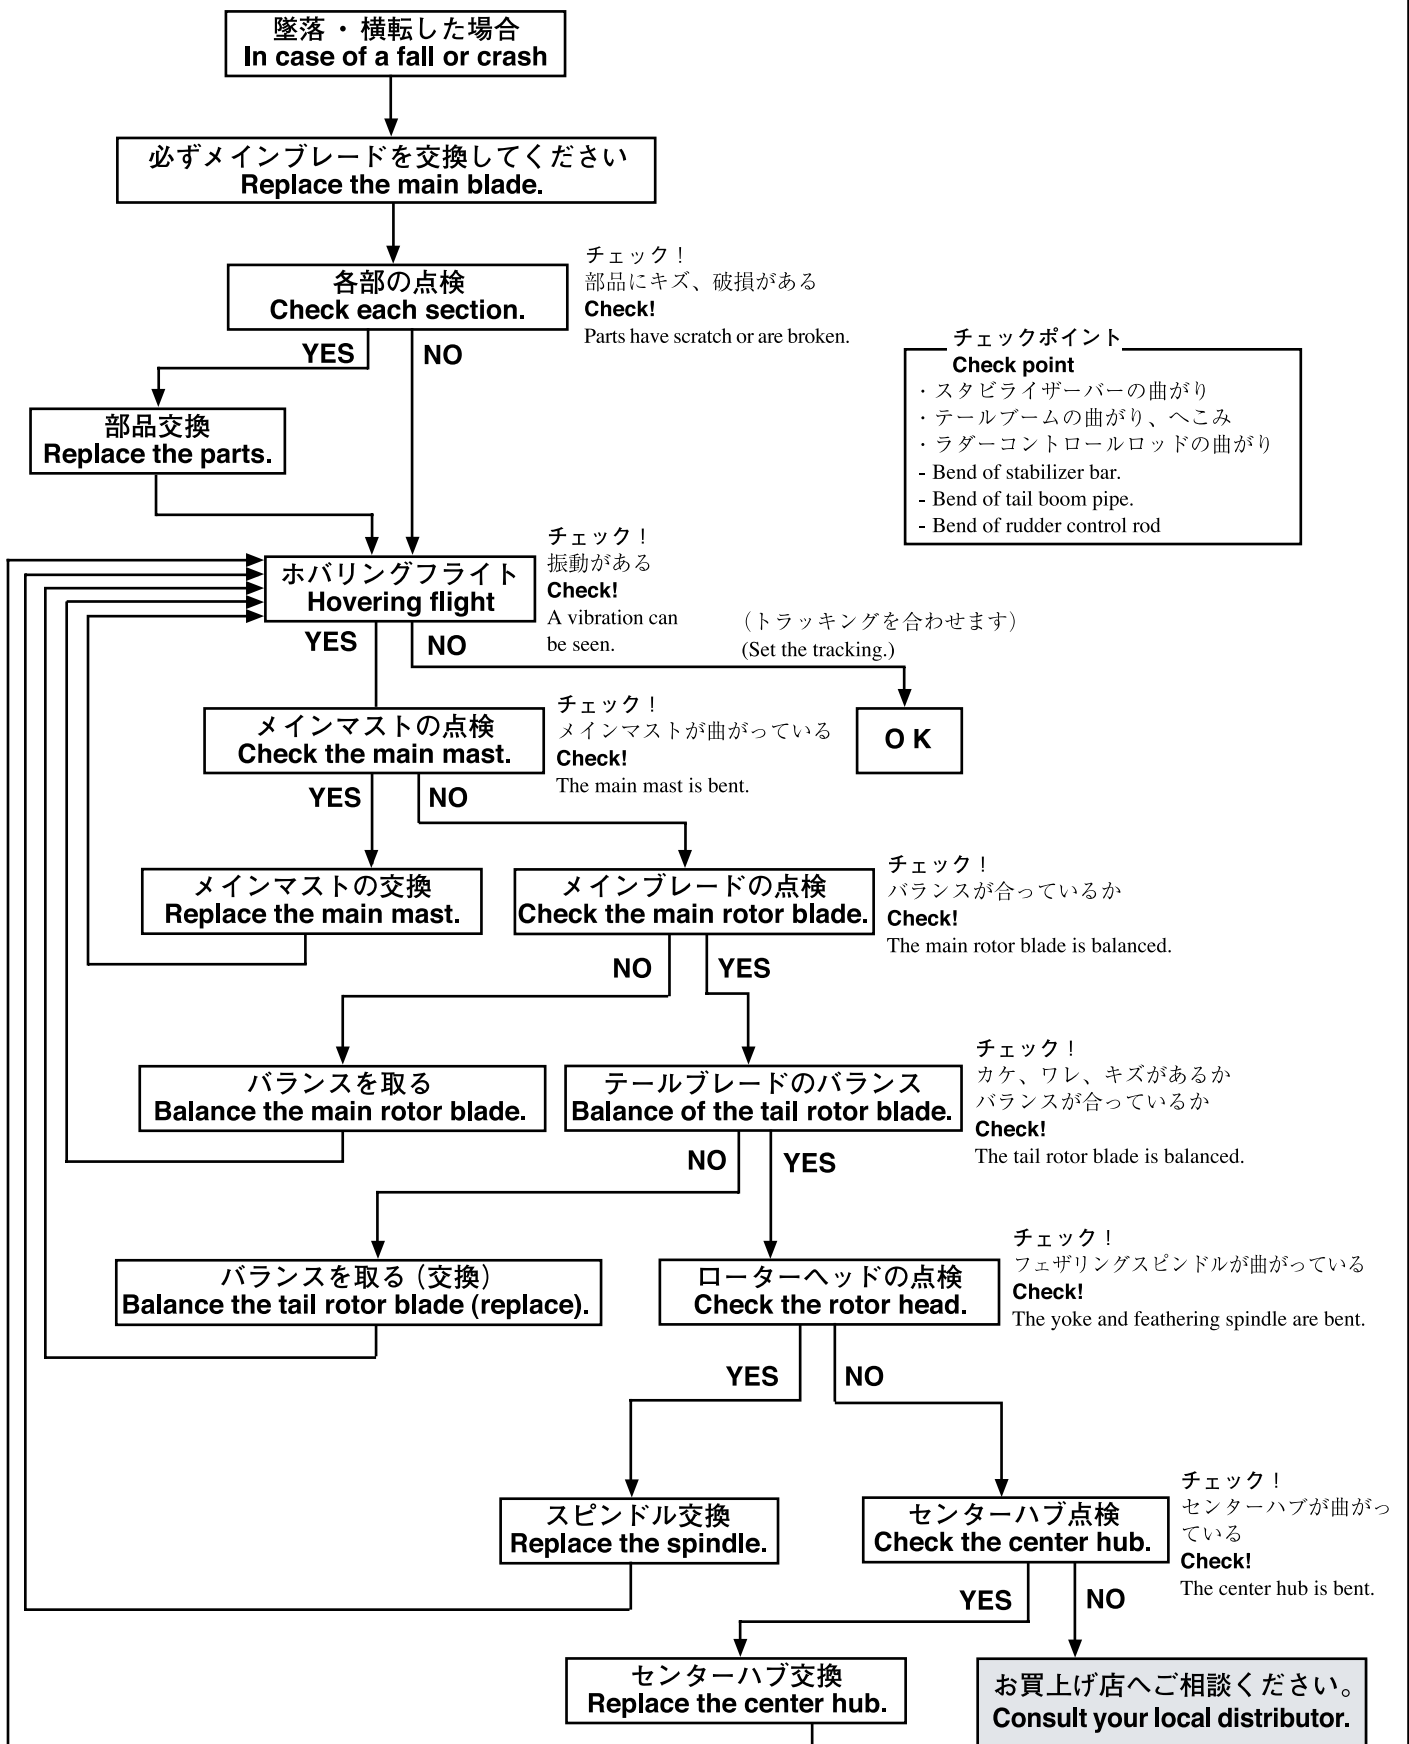 墜落・横転した場合
In case of a fall or crash
必ずメインブレードを交換してください
Replace the main blade.
各部の点検
Check each section.
チェック！
部品にキズ、破損がある
Check!
Parts have scratch or are broken.
YES
NO
チェックポイント
Check point
・スタビライザーバーの曲がり
・テールブームの曲がり、へこみ
・ラダーコントロールロッドの曲がり
- Bend of stabilizer bar.
- Bend of tail boom pipe.
- Bend of rudder control rod
部品交換
Replace the parts.
ホバリングフライト
Hovering flight
チェック！
振動がある
Check!
A vibration can
be seen.
YES
NO
（トラッキングを合わせます）
(Set the tracking.)
O K
メインマストの点検
Check the main mast.
チェック！
メインマストが曲がっている
Check!
The main mast is bent.
YES
NO
メインマストの交換
Replace the main mast.
メインブレードの点検
Check the main rotor blade.
チェック！
バランスが合っているか
Check!
The main rotor blade is balanced.
NO
YES
バランスを取る
Balance the main rotor blade.
テールブレードのバランス
Balance of the tail rotor blade.
チェック！
カケ、ワレ、キズがあるか
バランスが合っているか
Check!
The tail rotor blade is balanced.
NO
YES
バランスを取る（交換）
Balance the tail rotor blade (replace).
ローターヘッドの点検
Check the rotor head.
チェック！
フェザリングスピンドルが曲がっている
Check!
The yoke and feathering spindle are bent.
YES
NO
スピンドル交換
Replace the spindle.
センターハブ点検
Check the center hub.
チェック！
センターハブが曲がっ
ている
Check!
The center hub is bent.
YES
NO
センターハブ交換
Replace the center hub.
お買上げ店へご相談ください。
Consult your local distributor.